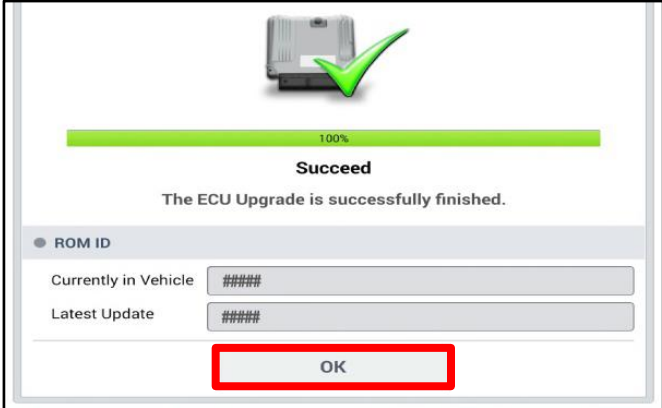 100%
Succeed
The ECU Upgrade is successfully finished.
ROM ID
Currently in Vehicle #####
Latest Update #####
OK